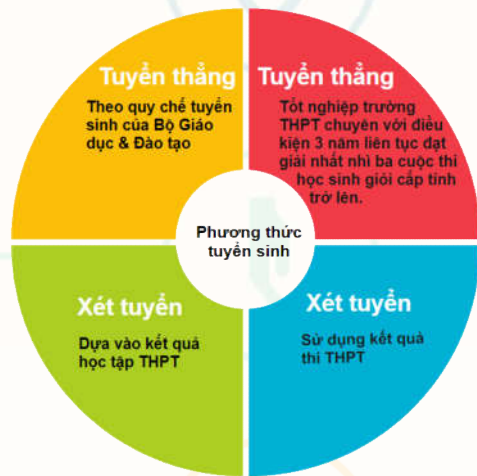 Tuyển thẳng
Theo quy chế tuyển
sinh của Bộ Giáo
dục & Đào tạo
Tuyển thẳng
Tốt nghiệp trường
THPT chuyên với điều
kiện 3 năm liên tục đạt
giải nhất nhì ba cuộc thi
học sinh giỏi cấp tỉnh
trở lên.
Phương thức
tuyển sinh
Xét tuyển
Dựa vào kết quả
học tập THPT
Xét tuyển
Sử dụng kết quả
thi THPT